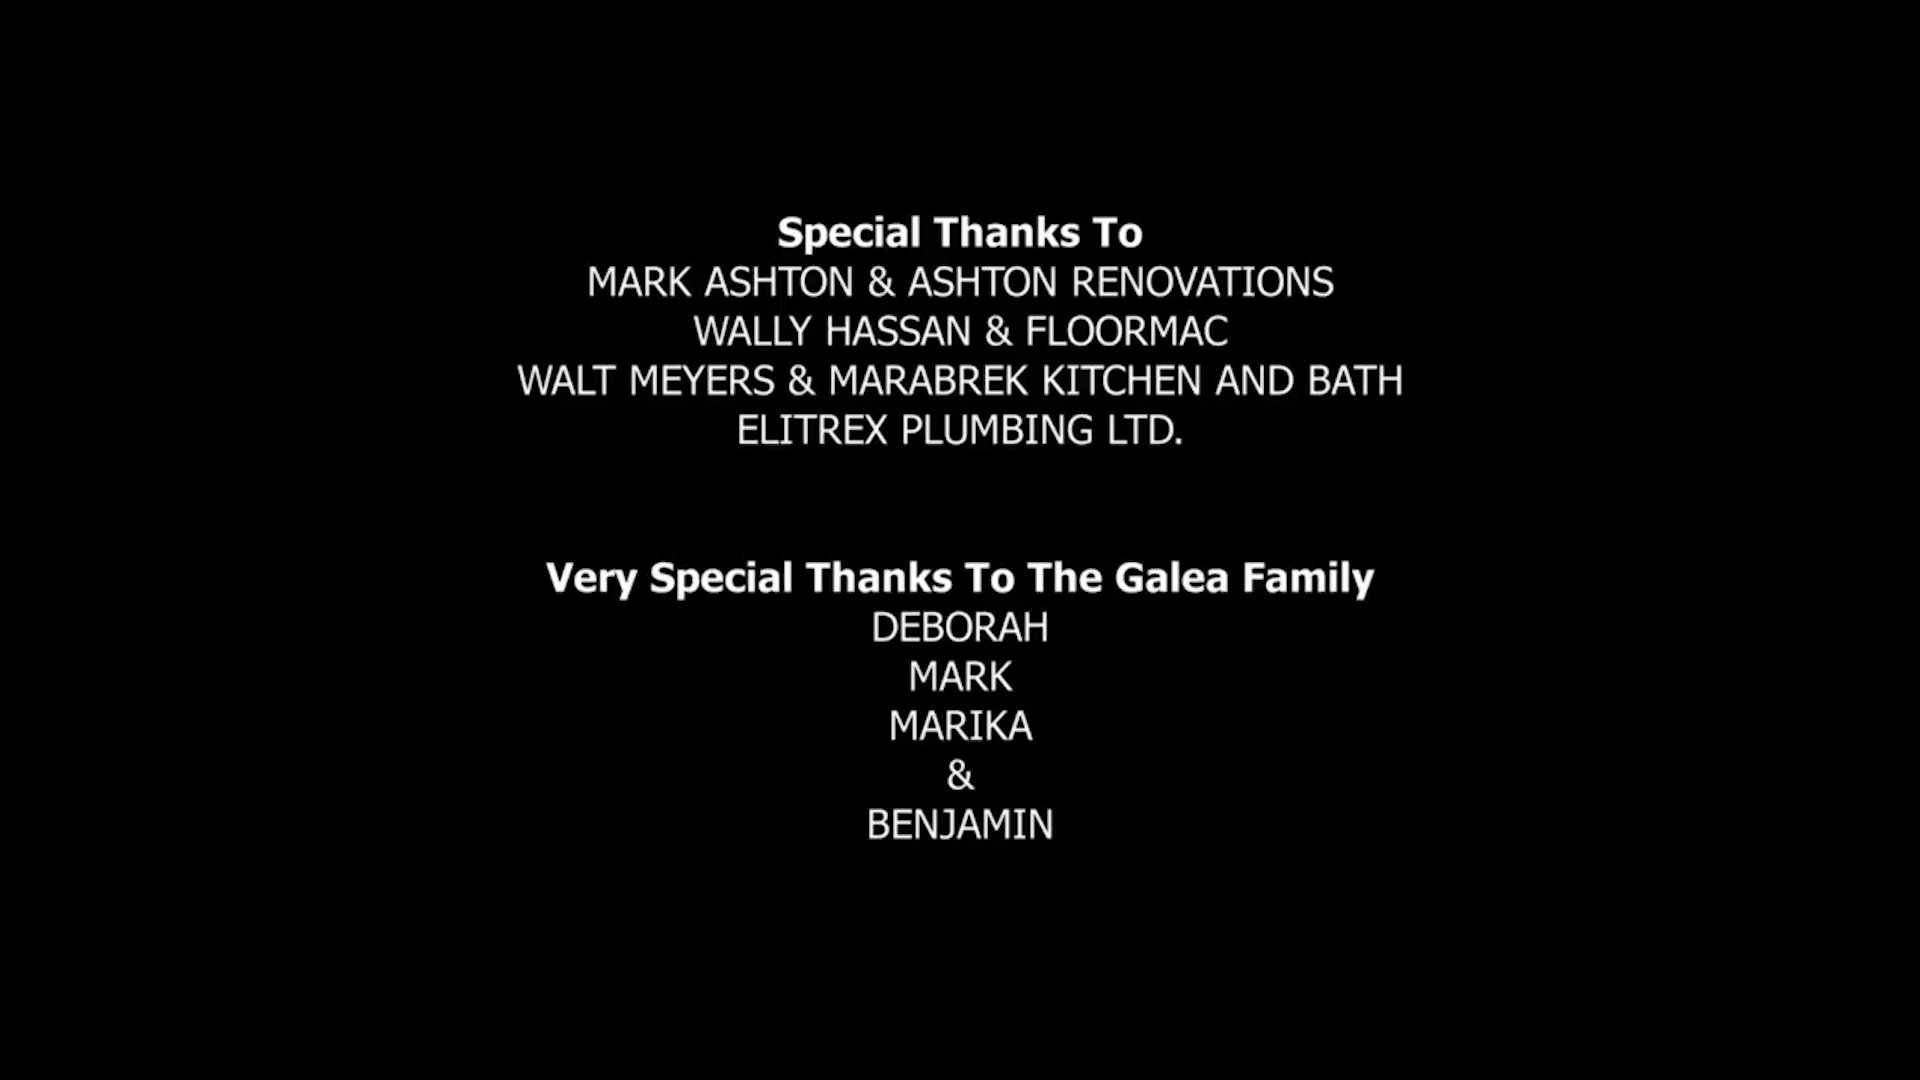 Special Thanks To
MARK ASHTON & ASHTON RENOVATIONS
WALLY HASSAN & FLOORMAC
WALT MEYERS & MARABREK KITCHEN AND BATH
ELITREX PLUMBING LTD.
Very Special Thanks To The Galea Family
DEBORAH
MARK
MARIKA
&
BENJAMIN